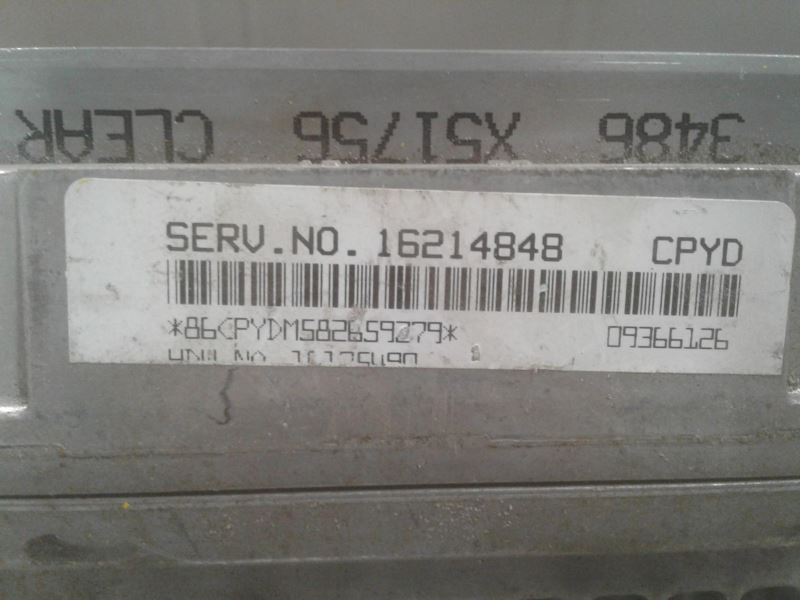 3486 X51756 CLEAR
SERV.NO. 16214848 CPYD
*86CPYDM582659279* 09366126